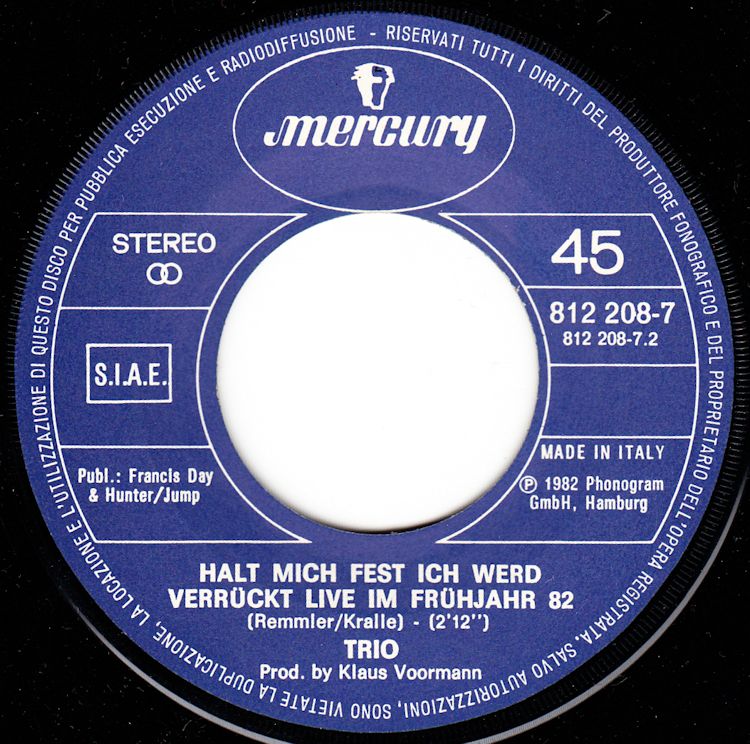 mercury
STEREO
45
812 208-7
812 208-7.2
S.I.A.E.
MADE IN ITALY
Publ.: Francis Day
& Hunter/Jump
℗ 1982 Phonogram
GmbH, Hamburg
HALT MICH FEST ICH WERD
VERRÜCKT LIVE IM FRÜHJAHR 82
(Remmler/Kralle) - (2'12'')
TRIO
Prod. by Klaus Voormann
RISERVATI TUTTI I DIRITTI DEL PRODUTTORE FONOGRAFICO E DEL PROPRIETARIO DELL'OPERA REGISTRATA. SALVO AUTORIZZAZIONI, SONO VIETATE LA DUPLICAZIONE, LA LOCAZIONE E L'UTILIZZAZIONE DI QUESTO DISCO PER PUBBLICA ESECUZIONE E RADIODIFFUSIONE -